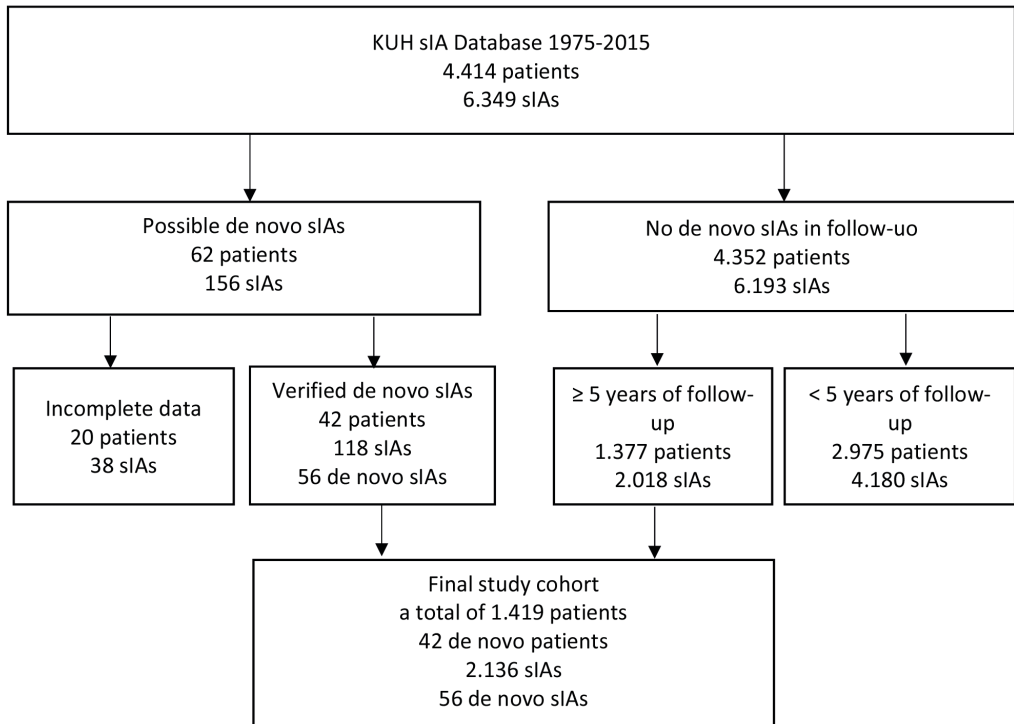 KUH sIA Database 1975-2015
4.414 patients
6.349 sIAs
Possible de novo sIAs
62 patients
156 sIAs
No de novo sIAs in follow-uo
4.352 patients
6.193 sIAs
Incomplete data
20 patients
38 sIAs
Verified de novo sIAs
42 patients
118 sIAs
56 de novo sIAs
≥ 5 years of follow-
up
1.377 patients
2.018 sIAs
< 5 years of follow-
up
2.975 patients
4.180 sIAs
Final study cohort
a total of 1.419 patients
42 de novo patients
2.136 sIAs
56 de novo sIAs